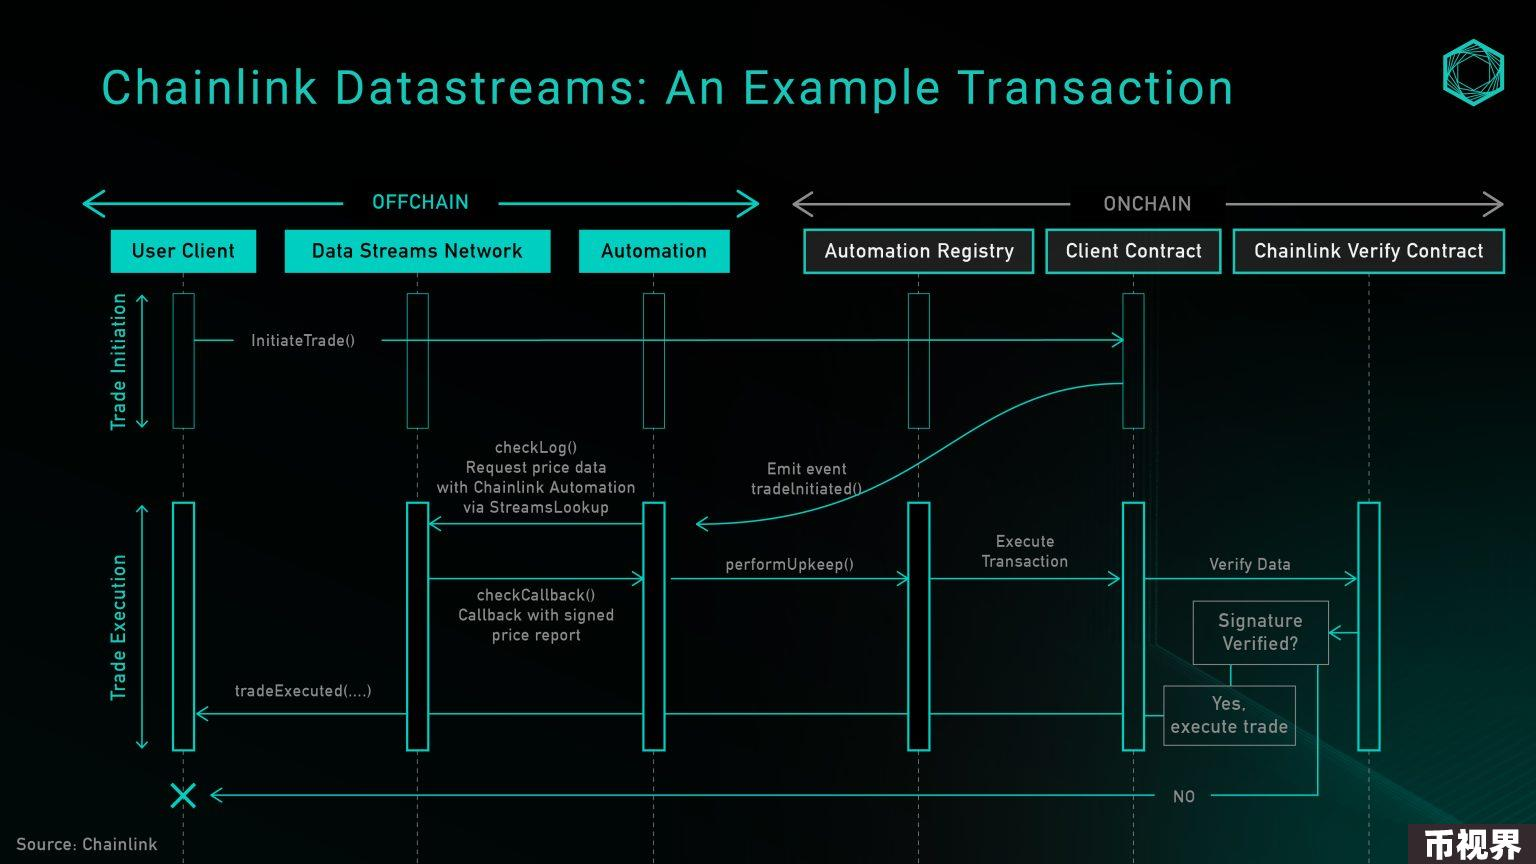 Chainlink Datastreams: An Example Transaction
OFFCHAIN
ONCHAIN
User Client
Data Streams Network
Automation
Automation Registry
Client Contract
Chainlink Verify Contract
Trade Initiation
InitiateTrade()
checkLog()
Request price data
with Chainlink Automation
via StreamsLookup
Emit event
tradeInitiated()
Trade Execution
checkCallback()
Callback with signed
price report
performUpkeep()
Execute
Transaction
Verify Data
Signature
Verified?
Yes,
execute trade
tradeExecuted(....)
NO
Source: Chainlink
币视界